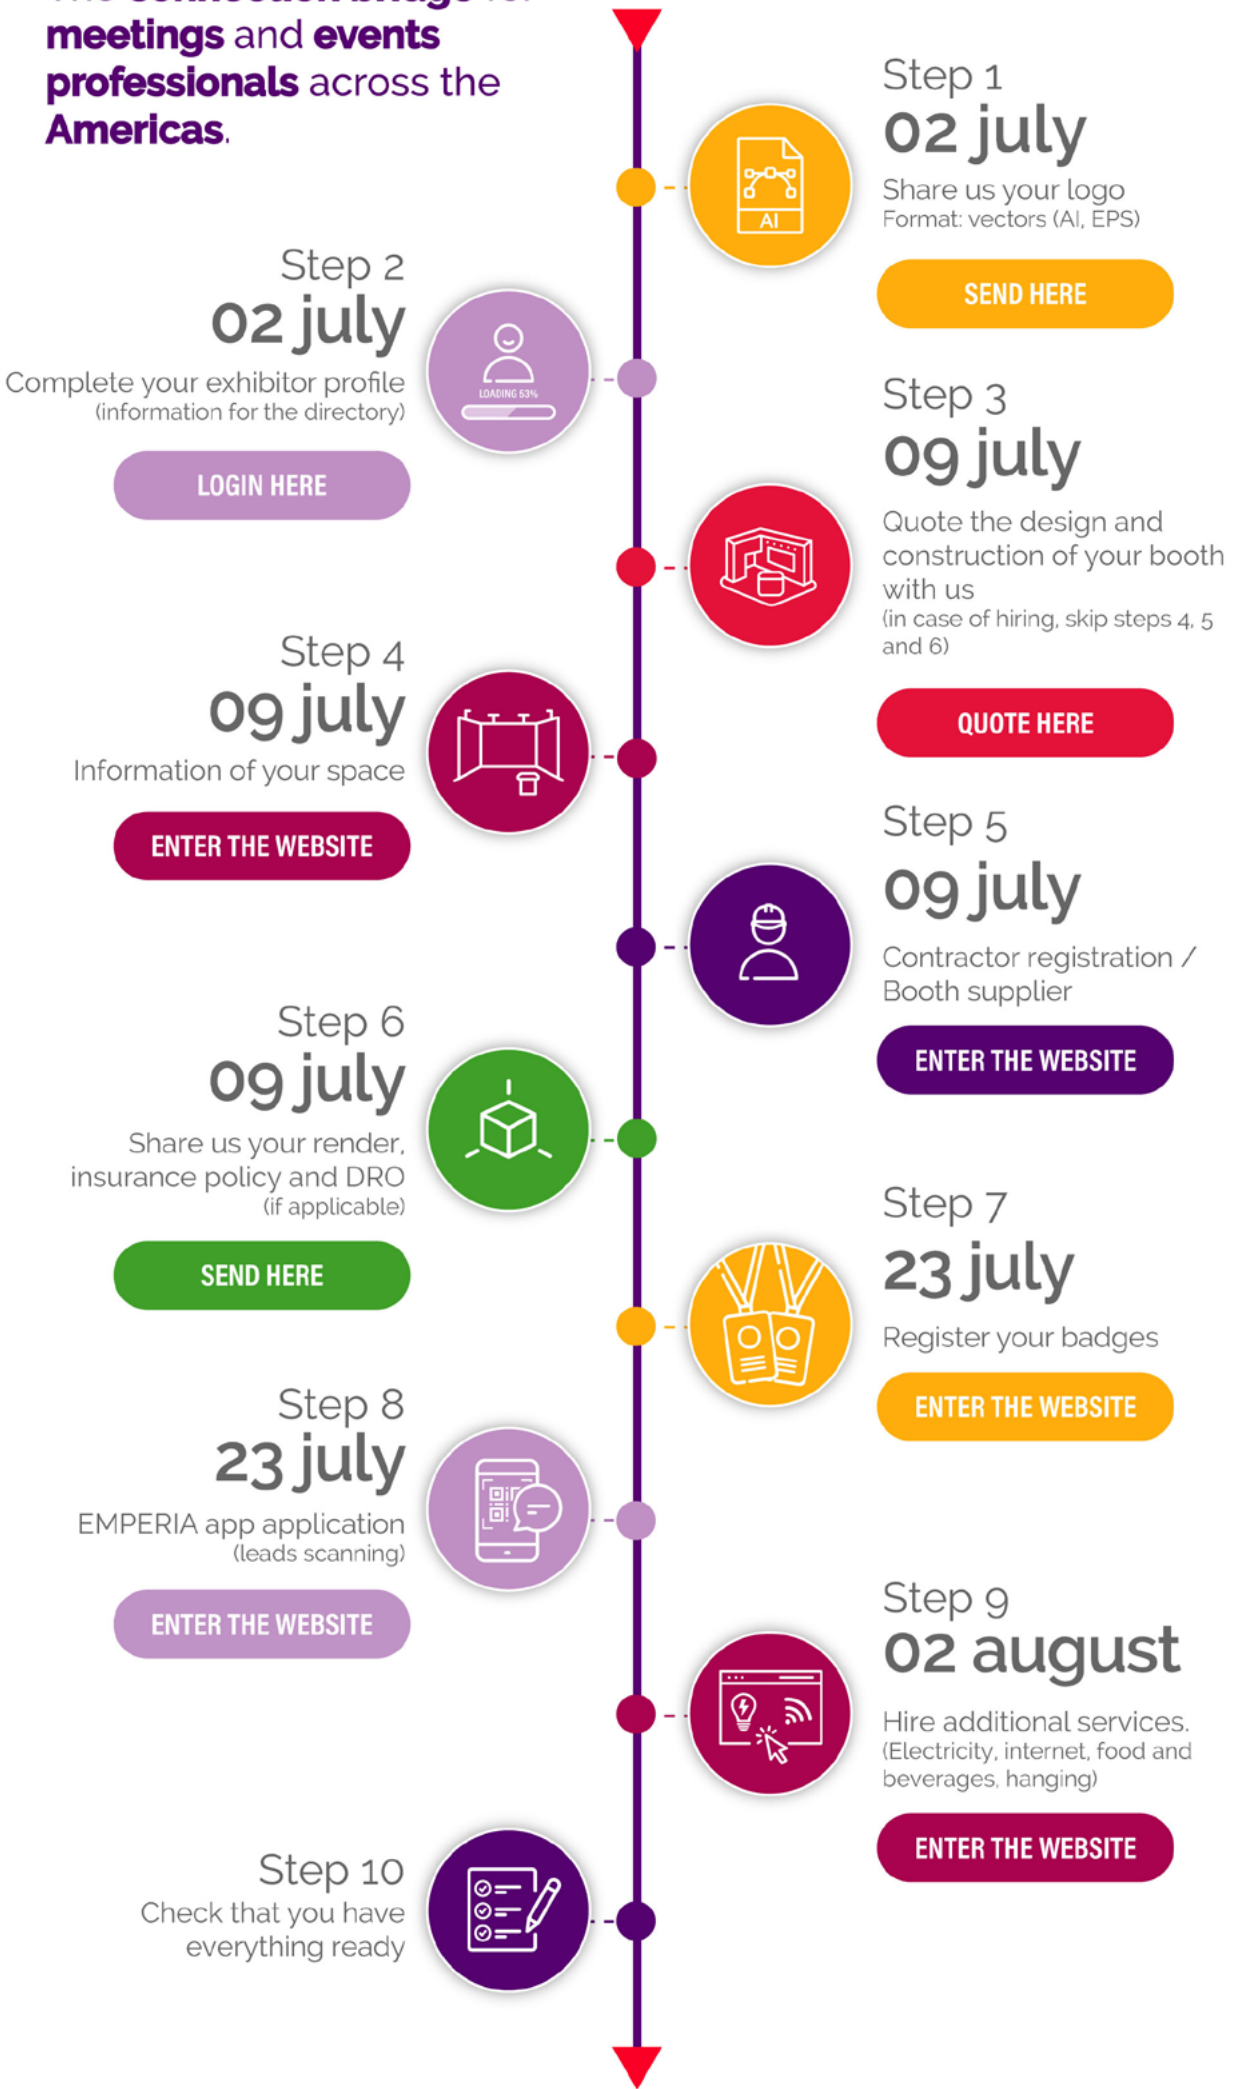 connection bridge
meetings and events
professionals across the
Americas.
Step 1
02 july
Share us your logo
Format: vectors (AI, EPS)
AI
SEND HERE
Step 2
02 july
Complete your exhibitor profile
(information for the directory)
LOADING 53%
LOGIN HERE
Step 3
09 july
Quote the design and
construction of your booth
with us
(in case of hiring, skip steps 4, 5
and 6)
QUOTE HERE
Step 4
09 july
Information of your space
ENTER THE WEBSITE
Step 5
09 july
Contractor registration /
Booth supplier
ENTER THE WEBSITE
Step 6
09 july
Share us your render,
insurance policy and DRO
(if applicable)
SEND HERE
Step 7
23 july
Register your badges
ENTER THE WEBSITE
Step 8
23 july
EMPERIA app application
(leads scanning)
ENTER THE WEBSITE
Step 9
02 august
Hire additional services.
(Electricity, internet, food and
beverages, hanging)
ENTER THE WEBSITE
Step 10
Check that you have
everything ready